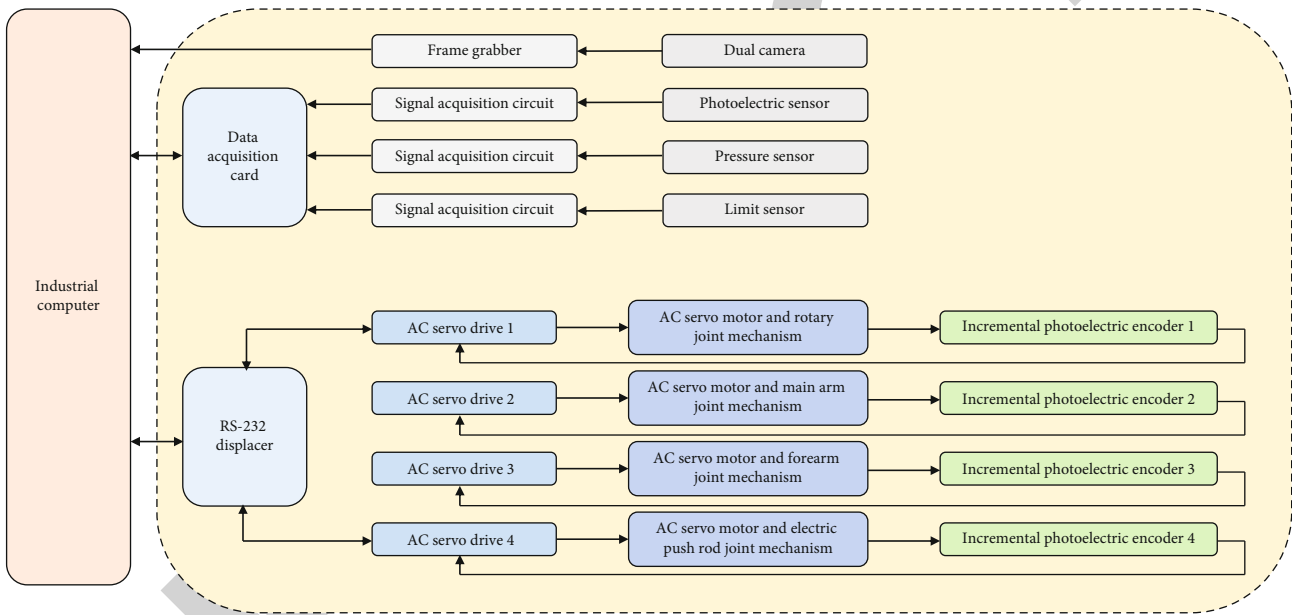 Industrial
computer
Frame grabber
Dual camera
Data
acquisition
card
Signal acquisition circuit
Photoelectric sensor
Signal acquisition circuit
Pressure sensor
Signal acquisition circuit
Limit sensor
RS-232
displacer
AC servo drive 1
AC servo motor and rotary
joint mechanism
Incremental photoelectric encoder 1
AC servo drive 2
AC servo motor and main arm
joint mechanism
Incremental photoelectric encoder 2
AC servo drive 3
AC servo motor and forearm
joint mechanism
Incremental photoelectric encoder 3
AC servo drive 4
AC servo motor and electric
push rod joint mechanism
Incremental photoelectric encoder 4